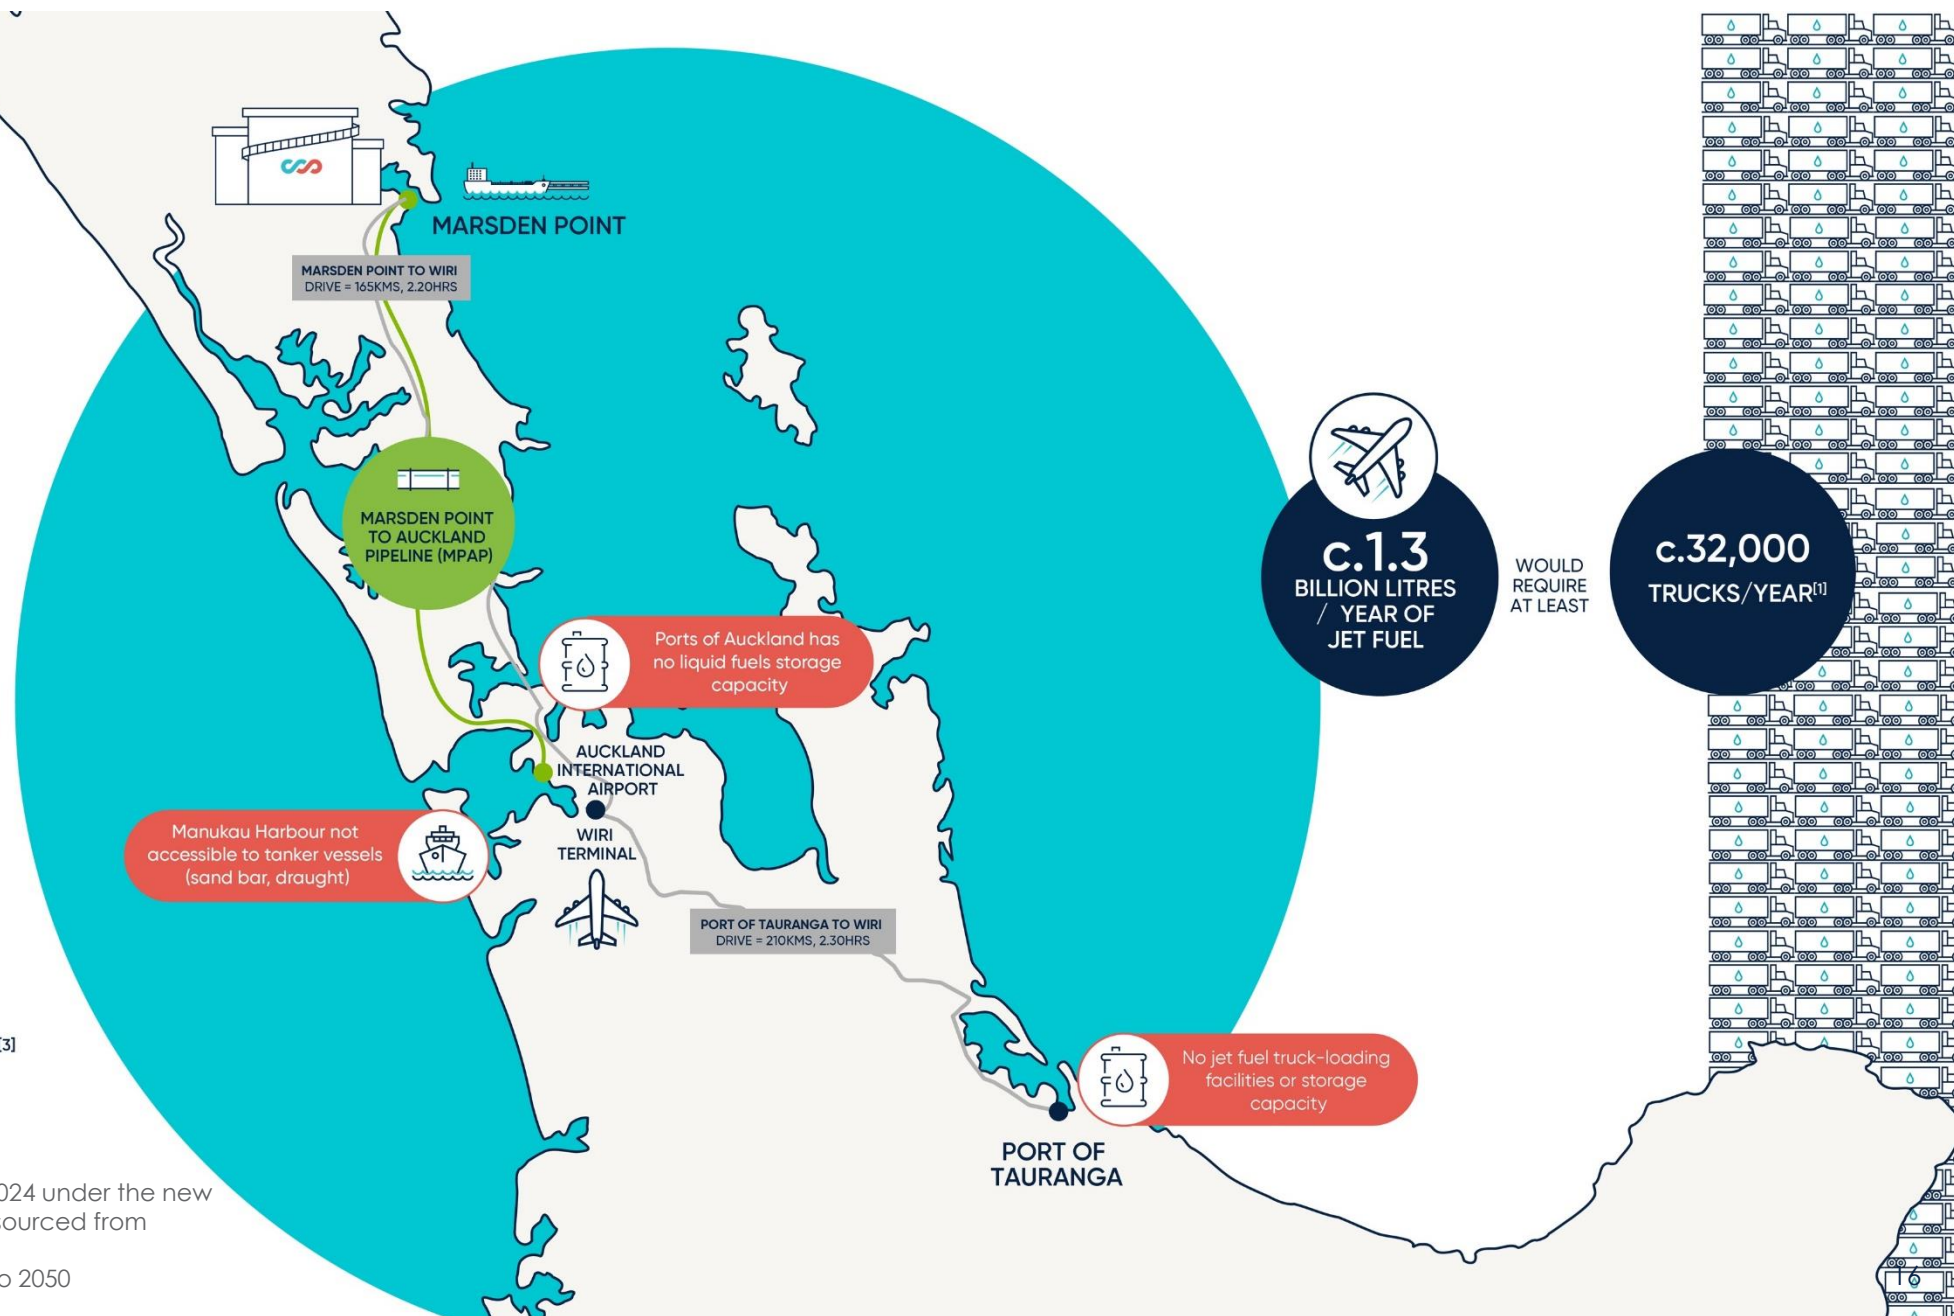 MARSDEN POINT
MARSDEN POINT TO WIRI
DRIVE = 165KMS, 2.20HRS
MARSDEN POINT
TO AUCKLAND
PIPELINE (MPAP)
c.1.3
BILLION LITRES
/ YEAR OF
JET FUEL
WOULD
REQUIRE
AT LEAST
c.32,000
TRUCKS/YEAR[1]
Ports of Auckland has
no liquid fuels storage
capacity
AUCKLAND
INTERNATIONAL
AIRPORT
WIRI
TERMINAL
Manukau Harbour not
accessible to tanker vessels
(sand bar, draught)
PORT OF TAURANGA TO WIRI
DRIVE = 210KMS, 2.30HRS
No jet fuel truck-loading
facilities or storage
capacity
PORT OF
TAURANGA
[3]
024 under the new
sourced from
o 2050
16